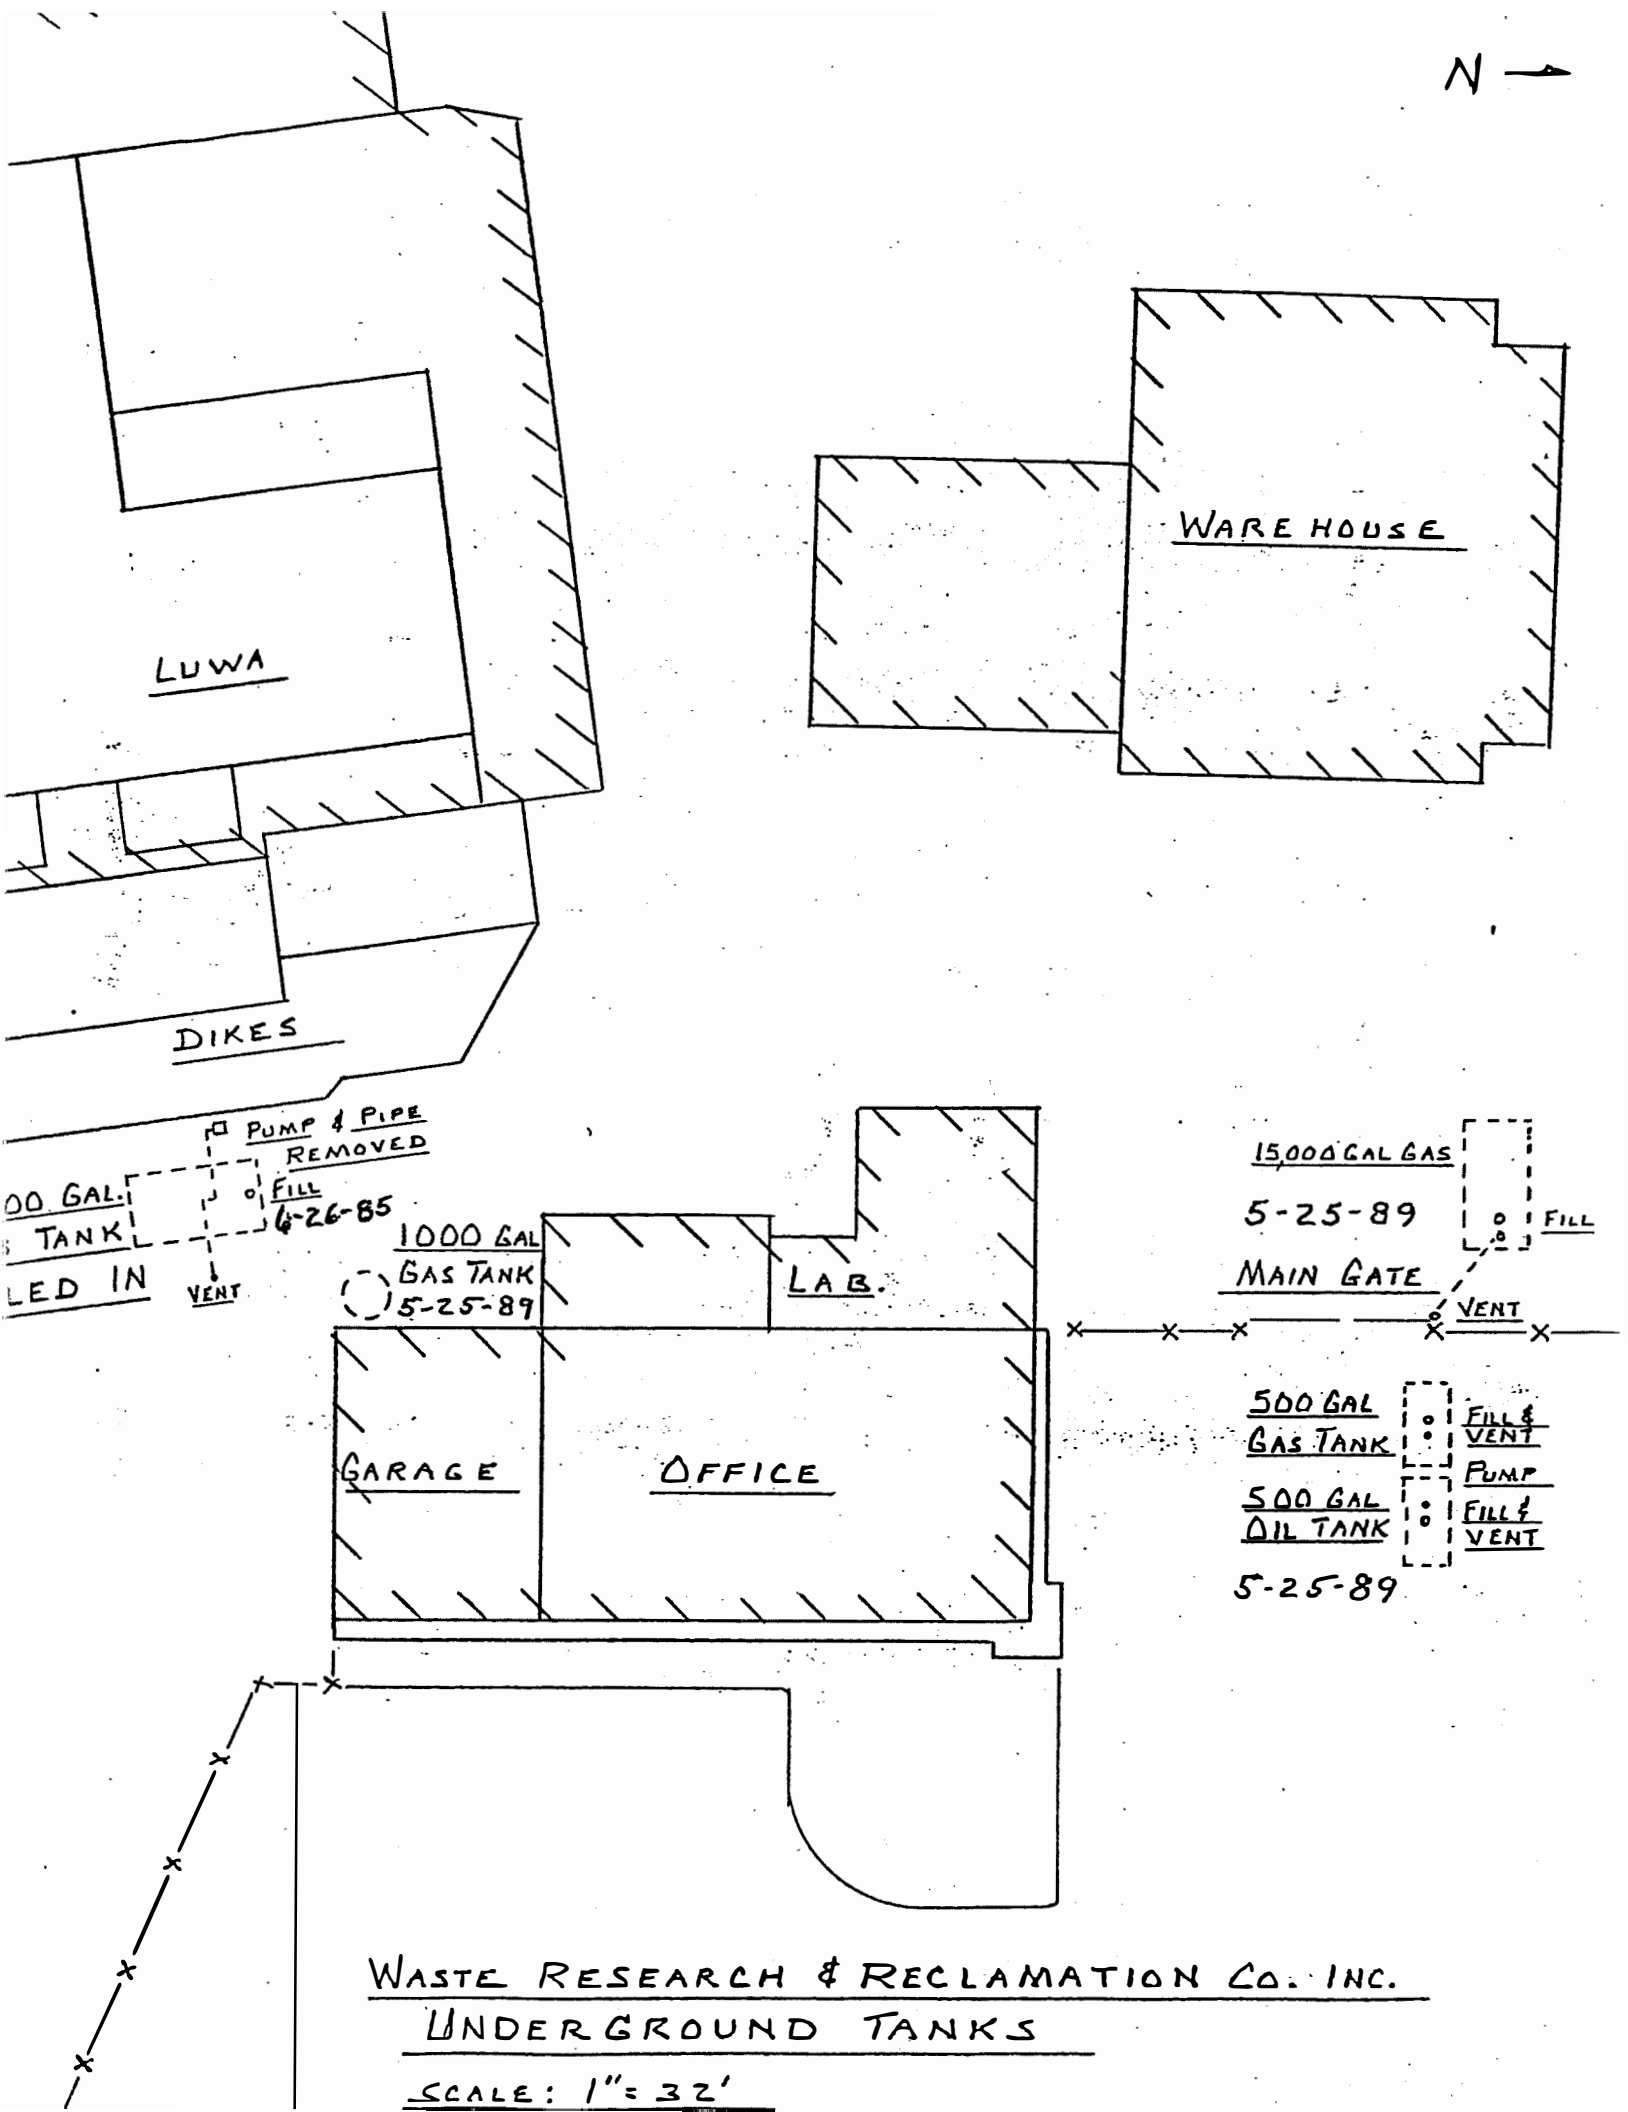 N
WAREHOUSE
LUWA
DIKES
PUMP & PIPE
REMOVED
00 GAL.
TANK
LED IN
FILL
6-26-85
VENT
1000 GAL
GAS TANK
5-25-89
LAB.
15,000 GAL GAS
5-25-89
FILL
MAIN GATE
VENT
GARAGE
OFFICE
500 GAL
GAS TANK
FILL &
VENT
PUMP
500 GAL
OIL TANK
FILL &
VENT
5-25-89
WASTE RESEARCH & RECLAMATION CO. INC.
UNDERGROUND TANKS
SCALE: 1"= 32'